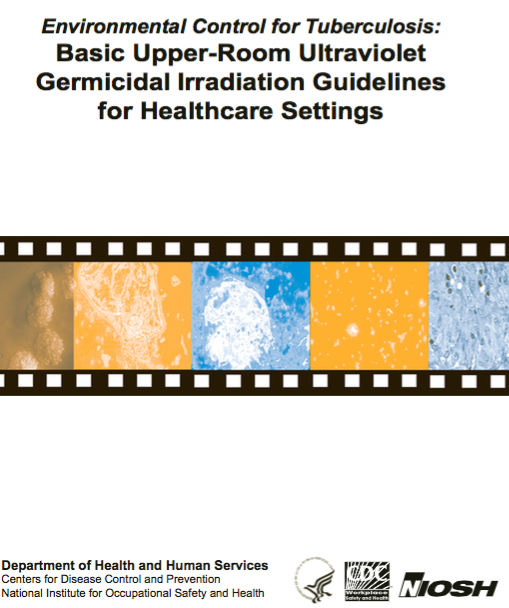 Environmental Control for Tuberculosis:
Basic Upper-Room Ultraviolet
Germicidal Irradiation Guidelines
for Healthcare Settings
Department of Health and Human Services
Centers for Disease Control and Prevention
National Institute for Occupational Safety and Health
CDC
Workplace
Safety and Health
NIOSH